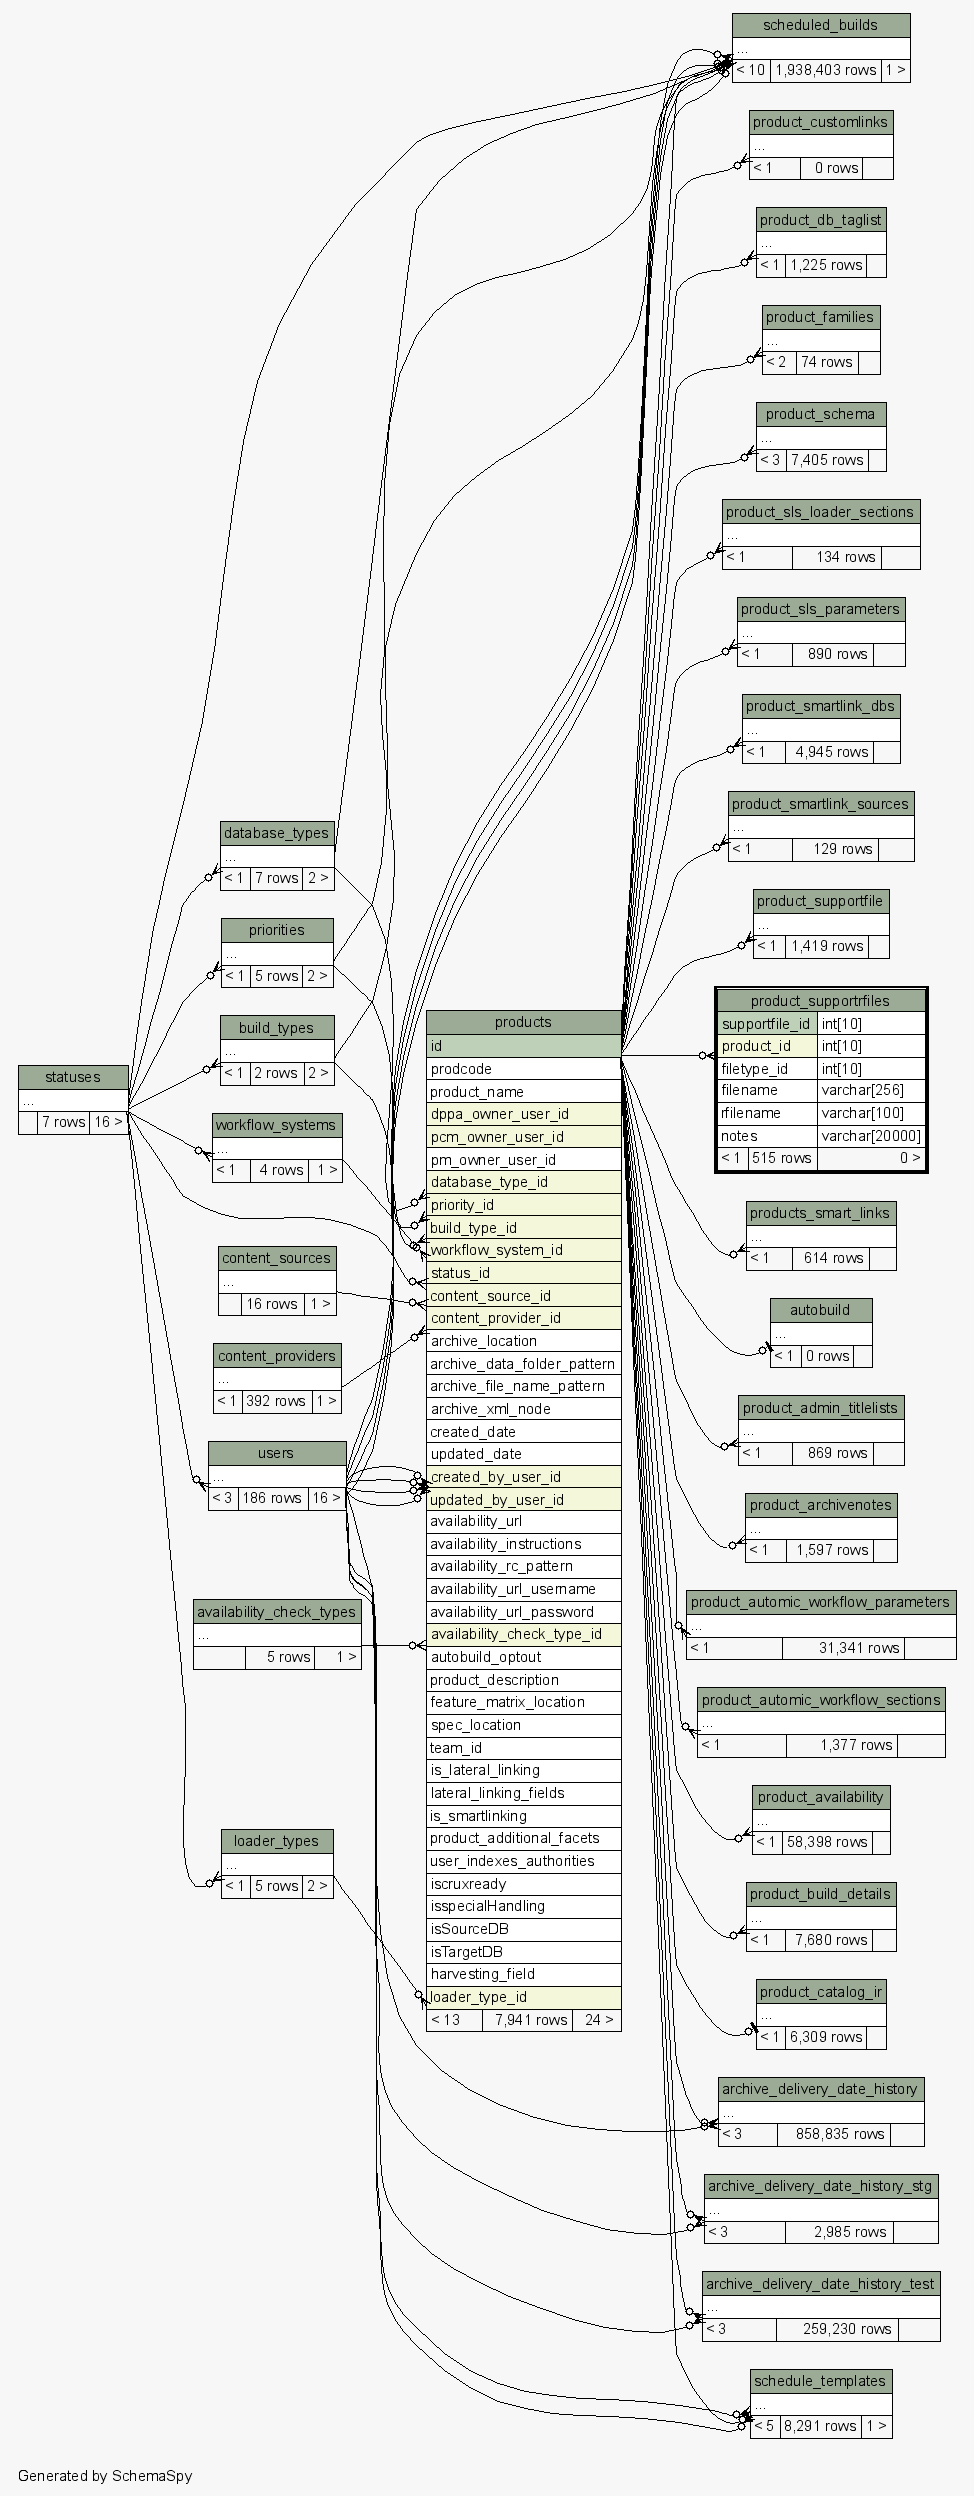 scheduled_builds
...
< 10 1,938,403 rows 1 >
product_customlinks
...
< 1 0 rows
product_db_taglist
...
< 1 1,225 rows
product_families
...
< 2 74 rows
product_schema
...
< 3 7,405 rows
product_sls_loader_sections
...
< 1 134 rows
product_sls_parameters
...
< 1 890 rows
product_smartlink_dbs
...
< 1 4,945 rows
product_smartlink_sources
...
< 1 129 rows
product_supportfile
...
< 1 1,419 rows
product_supportrfiles
supportfile_id int[10]
product_id int[10]
filetype_id int[10]
filename varchar[256]
rfilename varchar[100]
notes varchar[20000]
< 1 515 rows 0 >
products_smart_links
...
< 1 614 rows
autobuild
...
< 1 0 rows
product_admin_titlelists
...
< 1 869 rows
product_archivenotes
...
< 1 1,597 rows
product_automic_workflow_parameters
...
< 1 31,341 rows
product_automic_workflow_sections
...
< 1 1,377 rows
product_availability
...
< 1 58,398 rows
product_build_details
...
< 1 7,680 rows
product_catalog_ir
...
< 1 6,309 rows
archive_delivery_date_history
...
< 3 858,835 rows
archive_delivery_date_history_stg
...
< 3 2,985 rows
archive_delivery_date_history_test
...
< 3 259,230 rows
schedule_templates
...
< 5 8,291 rows 1 >
database_types
...
< 1 7 rows 2 >
priorities
...
< 1 5 rows 2 >
build_types
...
< 1 2 rows 2 >
statuses
...
7 rows 16 >
workflow_systems
...
< 1 4 rows 1 >
content_sources
...
16 rows 1 >
content_providers
...
< 1 392 rows 1 >
users
...
< 3 186 rows 16 >
availability_check_types
...
5 rows 1 >
loader_types
...
< 1 5 rows 2 >
products
id
prodcode
product_name
dppa_owner_user_id
pcm_owner_user_id
pm_owner_user_id
database_type_id
priority_id
build_type_id
workflow_system_id
status_id
content_source_id
content_provider_id
archive_location
archive_data_folder_pattern
archive_file_name_pattern
archive_xml_node
created_date
updated_date
created_by_user_id
updated_by_user_id
availability_url
availability_instructions
availability_rc_pattern
availability_url_username
availability_url_password
availability_check_type_id
autobuild_optout
product_description
feature_matrix_location
spec_location
team_id
is_lateral_linking
lateral_linking_fields
is_smartlinking
product_additional_facets
user_indexes_authorities
iscruxready
isspecialHandling
isSourceDB
isTargetDB
harvesting_field
loader_type_id
< 13 7,941 rows 24 >
Generated by SchemaSpy